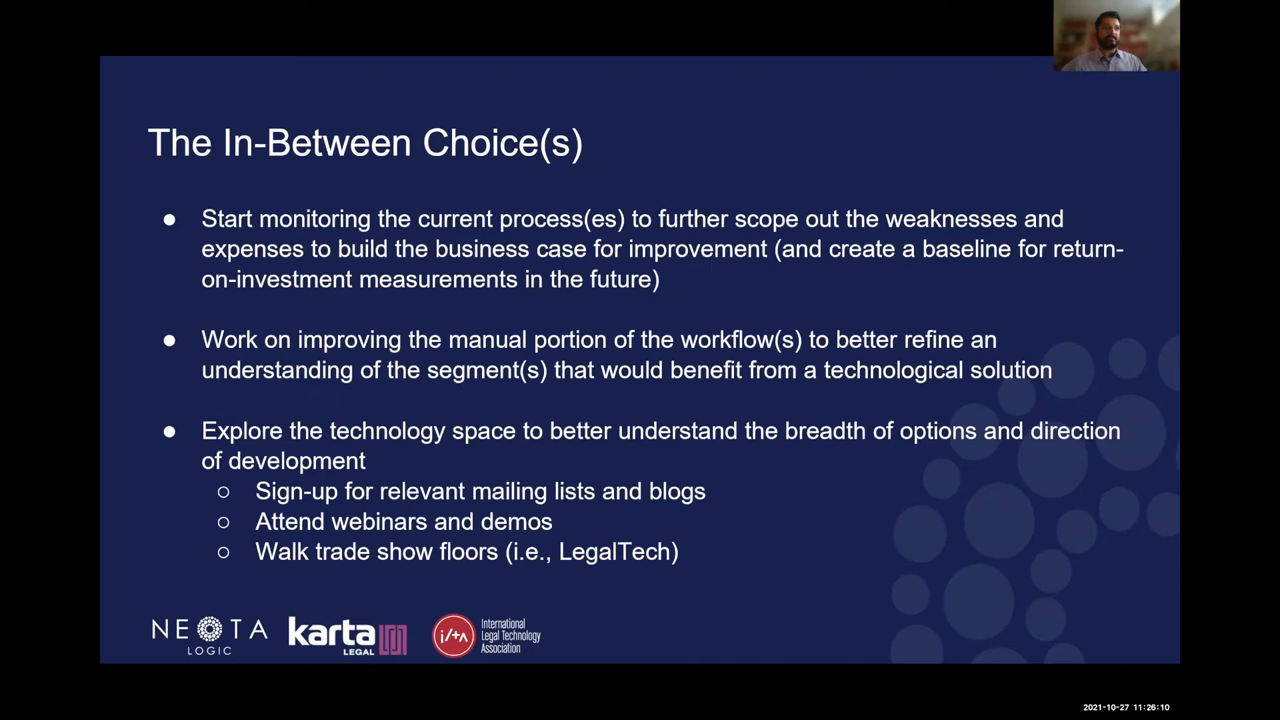 The In-Between Choice(s)
● Start monitoring the current process(es) to further scope out the weaknesses and
expenses to build the business case for improvement (and create a baseline for return-
on-investment measurements in the future)
● Work on improving the manual portion of the workflow(s) to better refine an
understanding of the segment(s) that would benefit from a technological solution
● Explore the technology space to better understand the breadth of options and direction
of development
○ Sign-up for relevant mailing lists and blogs
○ Attend webinars and demos
○ Walk trade show floors (i.e., LegalTech)
NEOTA
LOGIC
karta
LEGAL
i/tA
International
Legal Technology
Association
2021-10-27 11:26:10